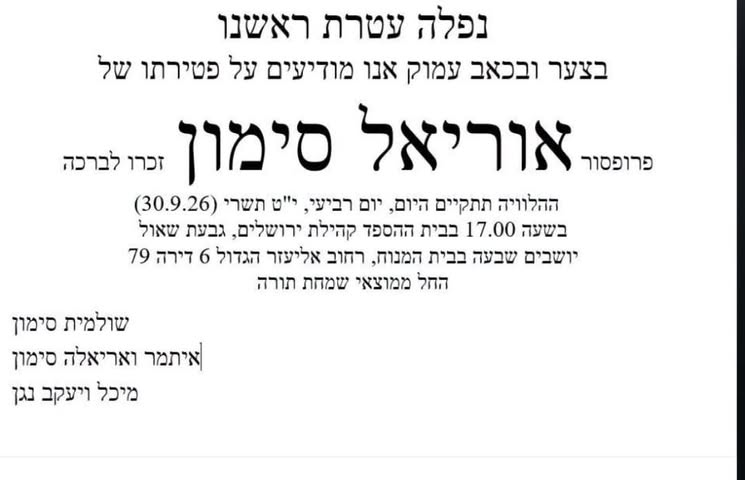 נפלה עטרת ראשנו
בצער ובכאב עמוק אנו מודיעים על פטירתו של
פרופסור אוריאל סימון זכרו לברכה
ההלוויה תתקיים היום, יום רביעי, י"ט תשרי (30.9.26)
בשעה 17.00 בבית ההספד קהילת ירושלים, גבעת שאול
יושבים שבעה בבית המנוח, רחוב אליעזר הגדול 6 דירה 79
החל ממוצאי שמחת תורה
שולמית סימון
איתמר ואריאלה סימון
מיכל ויעקב נגן